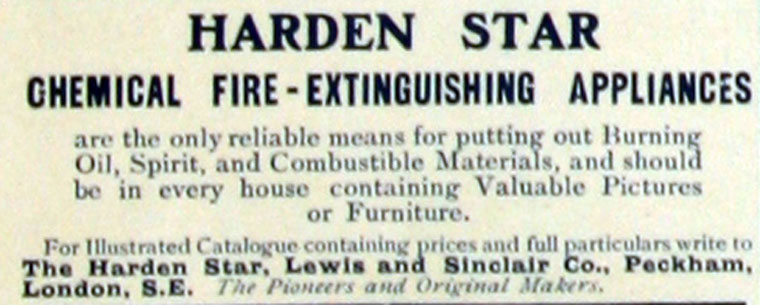 HARDEN STAR
CHEMICAL FIRE-EXTINGUISHING APPLIANCES
are the only reliable means for putting out Burning
Oil, Spirit, and Combustible Materials, and should
be in every house containing Valuable Pictures
or Furniture.
For Illustrated Catalogue containing prices and full particulars write to
The Harden Star, Lewis and Sinclair Co., Peckham,
London, S.E. The Pioneers and Original Makers.